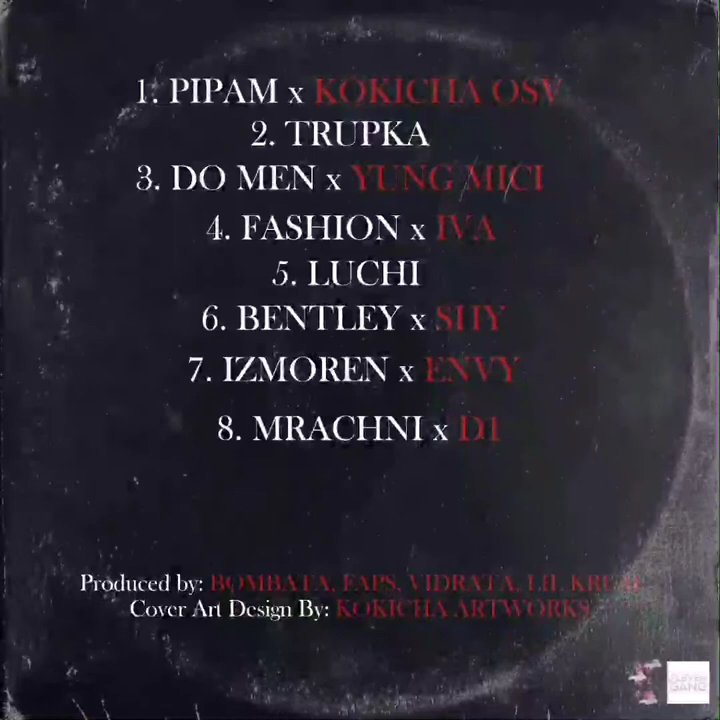 1. PIPAM x KOKICHA OSV
2. TRUPKA
3. DO MEN x YUNG MICI
4. FASHION x IVA
5. LUCHI
6. BENTLEY x SHY
7. IZMOREN x ENVY
8. MRACHNI x D1
Produced by: BOMBATA, FAPS, VIDRATA, LIL
Cover Art Design By: KOKICHA ARTWORKS
GANG